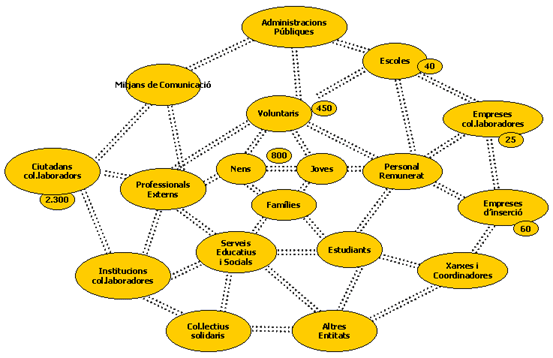 Administracions
Públiques
Escoles
40
Mitjans de Comunicació
Voluntaris
450
Empreses
col.laboradores
25
Ciutadans
col.laboradors
2.300
Nens
800
Joves
Personal
Remunerat
Professionals
Externs
Famílies
Empreses
d'inserció
60
Serveis
Educatius
i Socials
Estudiants
Institucions
col.laboradores
Xarxes i
Coordinadores
Col.lectius
solidaris
Altres
Entitats